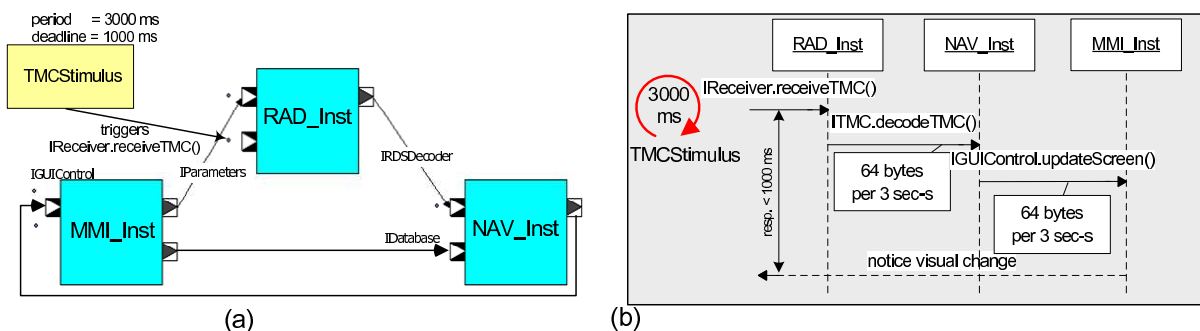 period = 3000 ms
deadline = 1000 ms
TMCStimulus
triggers
IReceiver.receiveTMC()
IGUIControl
IParameters
RAD_Inst
IRDSDecoder
MMI_Inst
IDatabase
NAV_Inst
(a)
RAD_Inst
NAV_Inst
MMI_Inst
3000
ms
TMCStimulus
IReceiver.receiveTMC()
ITMC.decodeTMC()
IGUIControl.updateScreen()
resp. < 1000 ms
64 bytes
per 3 sec-s
64 bytes
per 3 sec-s
notice visual change
(b)